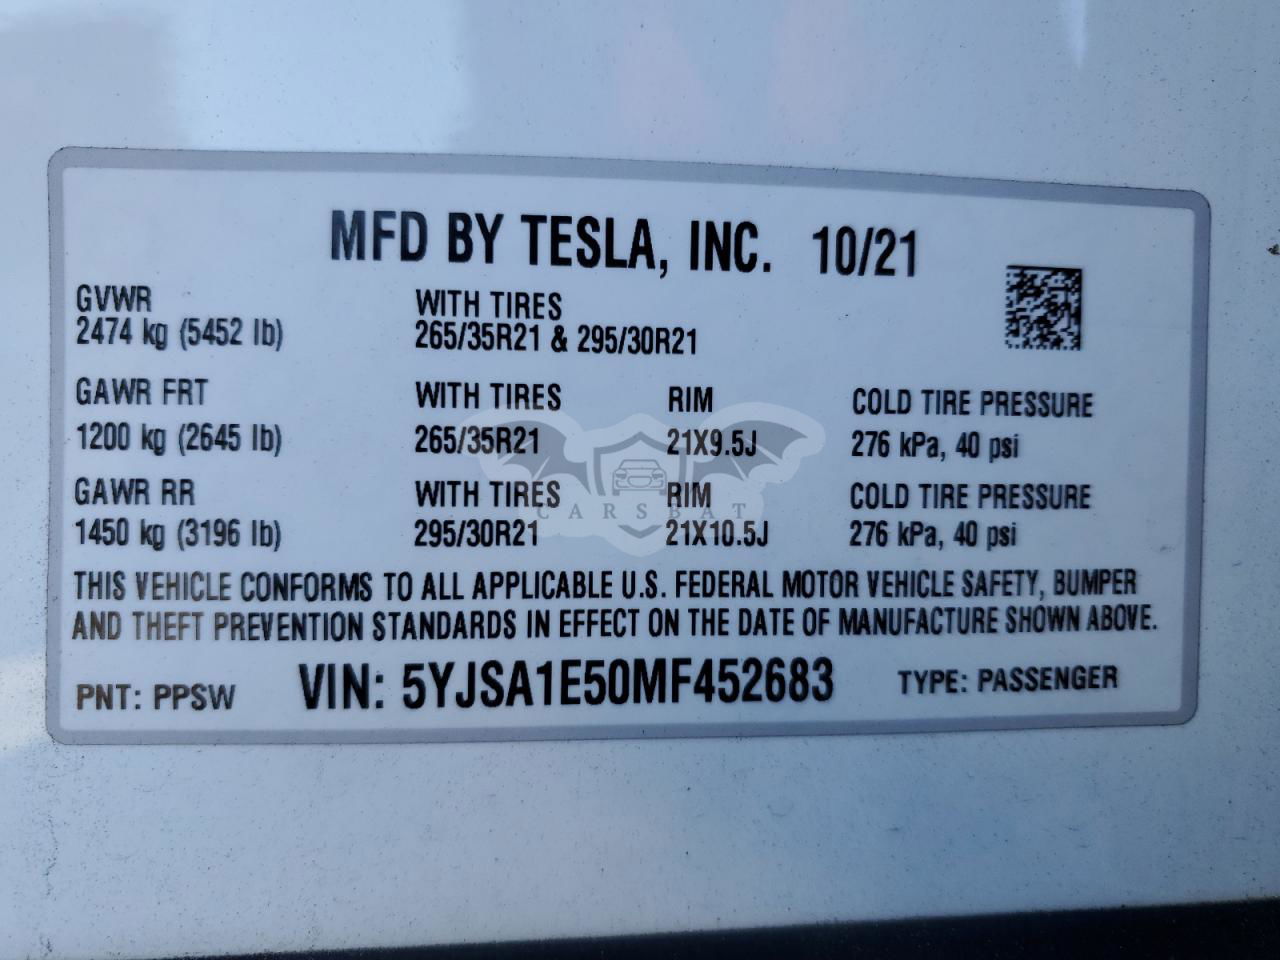 MFD BY TESLA, INC. 10/21
GVWR WITH TIRES
2474 kg (5452 lb) 265/35R21 & 295/30R21
GAWR FRT WITH TIRES RIM COLD TIRE PRESSURE
1200 kg (2645 lb) 265/35R21 21X9.5J 276 kPa, 40 psi
GAWR RR WITH TIRES RIM COLD TIRE PRESSURE
CARSBAT
1450 kg (3196 lb) 295/30R21 21X10.5J 276 kPa, 40 psi
THIS VEHICLE CONFORMS TO ALL APPLICABLE U.S. FEDERAL MOTOR VEHICLE SAFETY, BUMPER
AND THEFT PREVENTION STANDARDS IN EFFECT ON THE DATE OF MANUFACTURE SHOWN ABOVE.
PNT: PPSW VIN: 5YJSA1E50MF452683 TYPE: PASSENGER